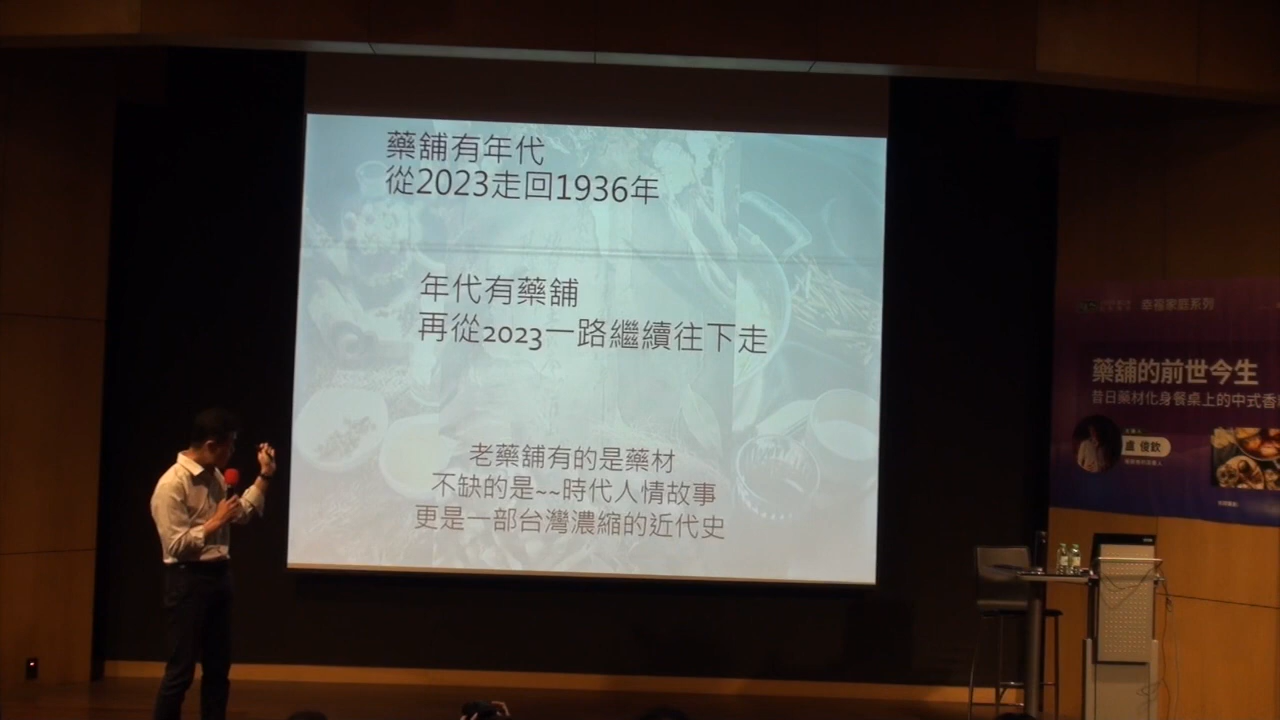 藥舖有年代
從2023走回1936年
年代有藥舖
再從2023一路繼續往下走
老藥舖有的是藥材
不缺的是~~時代人情故事
更是一部台灣濃縮的近代史
幸福家庭系列
藥舖的前世今生
昔日藥材化身餐桌上的中式香
盧 俊欽